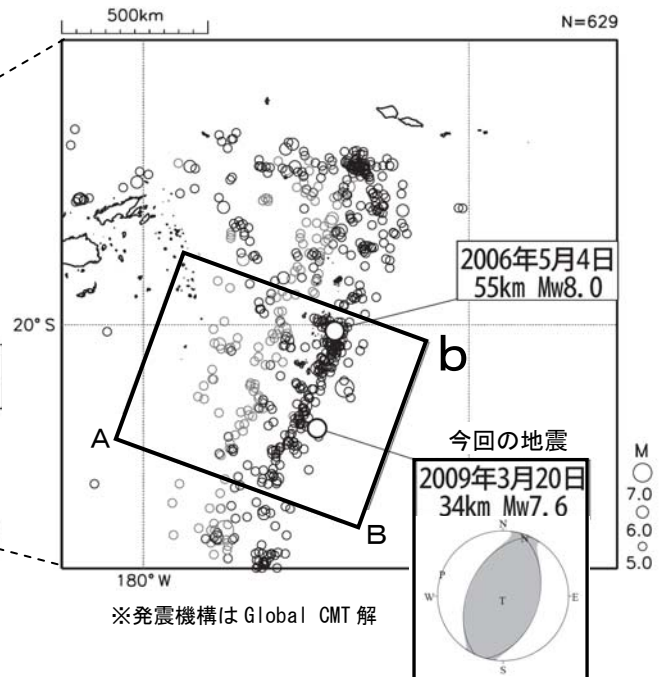 500km
N=629
2006年5月4日
55km Mw8.0
20°S
b
A
B
今回の地震
2009年3月20日
34km Mw7.6
N
N
P
W
T
E
S
M
7.0
6.0
5.0
180°W
※発震機構は Global CMT 解